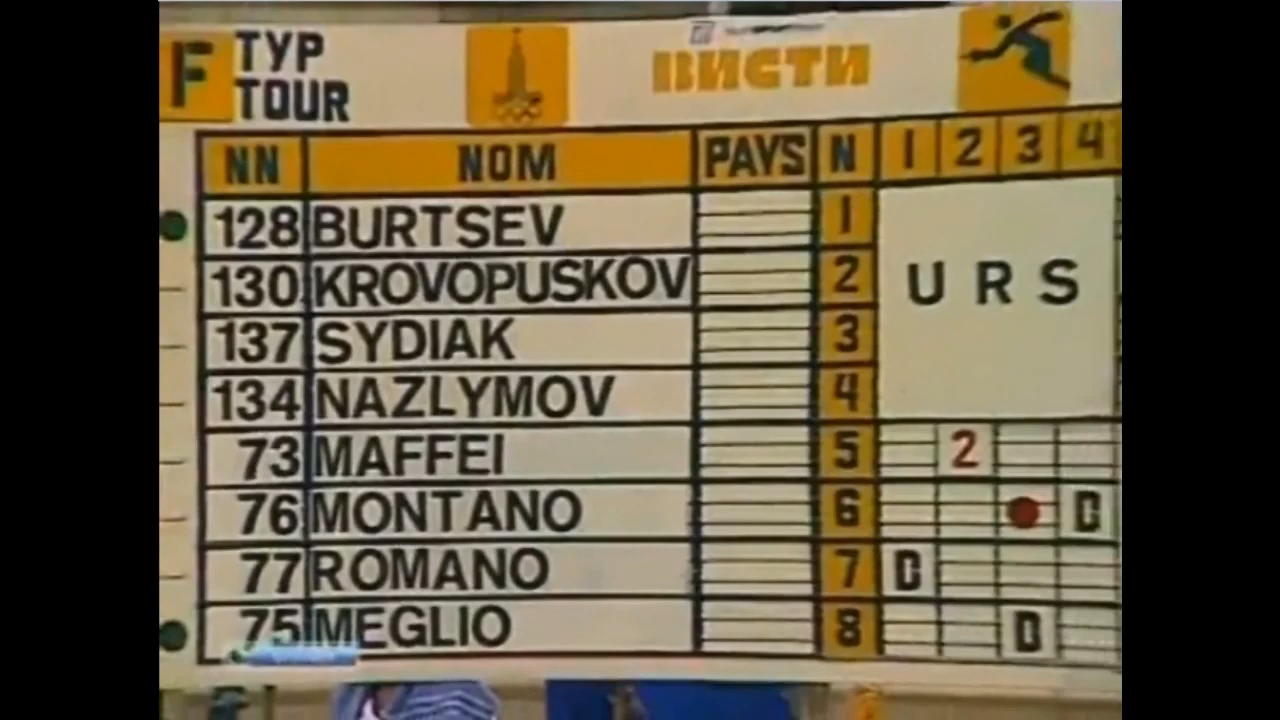 F ТУР
TOUR
ВИСТИ
NN NOM PAYS N 1 2 3 4
128 BURTSEV 1
130 KROVOPUSKOV 2 URS
137 SYDIAK 3
134 NAZLYMOV 4
73 MAFFEI 5 2
76 MONTANO 6 D
77 ROMANO 7 D
75 MEGLIO 8 D